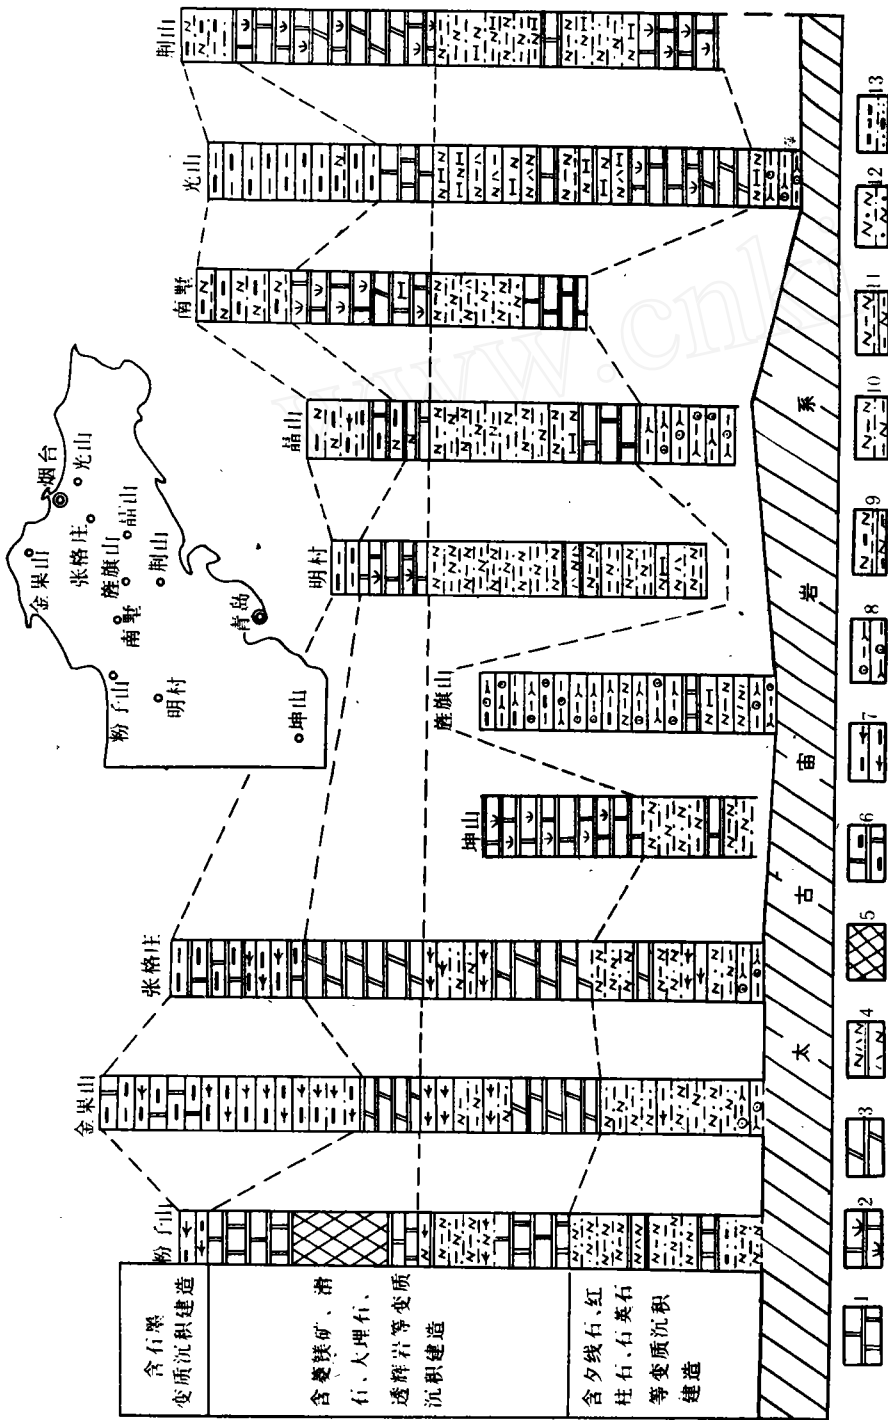 粉子山
金果山
张格庄
坤山
旌旗山
明村
晶山
南墅
光山
荆山
金果山
烟台
张格庄
光山
旌旗山
晶山
南墅
荆山
粉子山
明村
青岛
坤山
含石墨
变质沉积建造
含菱镁矿、滑
石、大理石、
透辉岩等变质
沉积建造
含夕线石、红
柱石、石英石
等变质沉积
建造
太 古 宙 岩 系
1 2 3 4 5 6 7 8 9 10 11 12 13
www.cnki